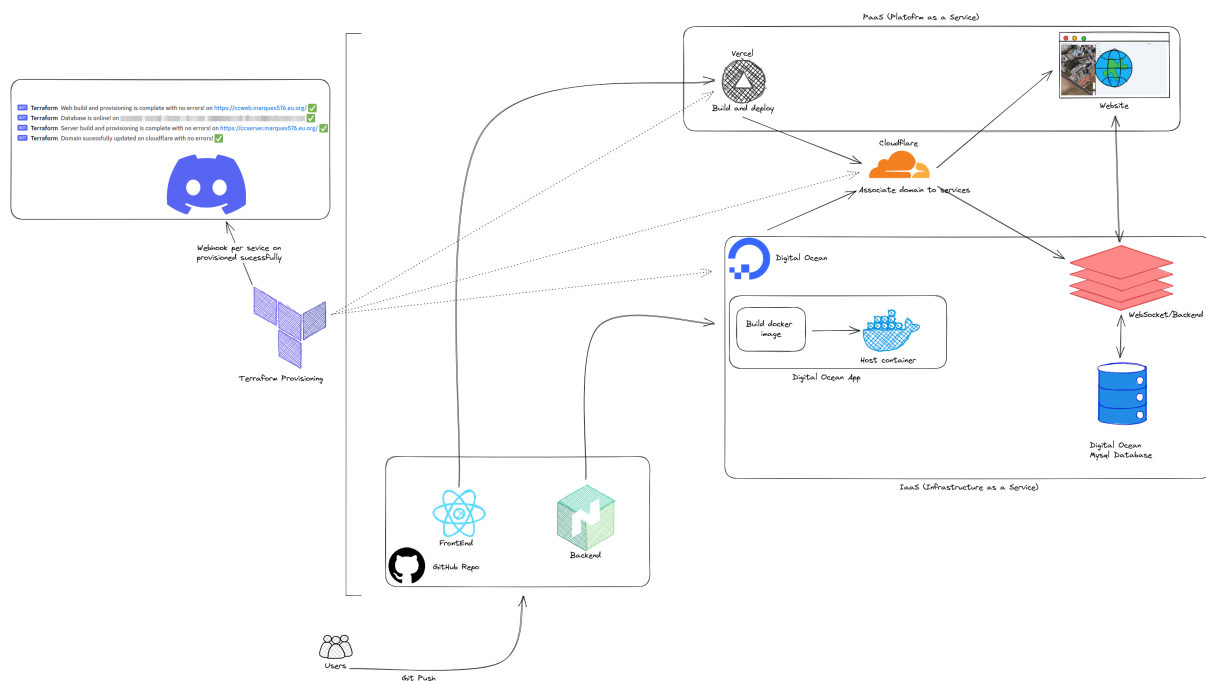 PaaS (Platofrm as a Service)
Vercel
Build and deploy
Website
BOT Terraform Web build and provisioning is complete with no errors! on https://ccweb.marques576.eu.org/
BOT Terraform Database is online! on
BOT Terraform Server build and provisioning is complete with no errors! on https://ccserver.marques576.eu.org/
BOT Terraform Domain sucessfully updated on cloudflare with no errors!
Cloudflare
Associate domain to services
Webhook per sevice on
provisioned sucessfully
Digital Ocean
WebSocket/Backend
Build docker
image
Host container
Terraform Provisioning
Digital Ocean App
Digital Ocean
Mysql Database
IaaS (Infrastructure as a Service)
FrontEnd
Backend
GitHub Repo
Users
Git Push